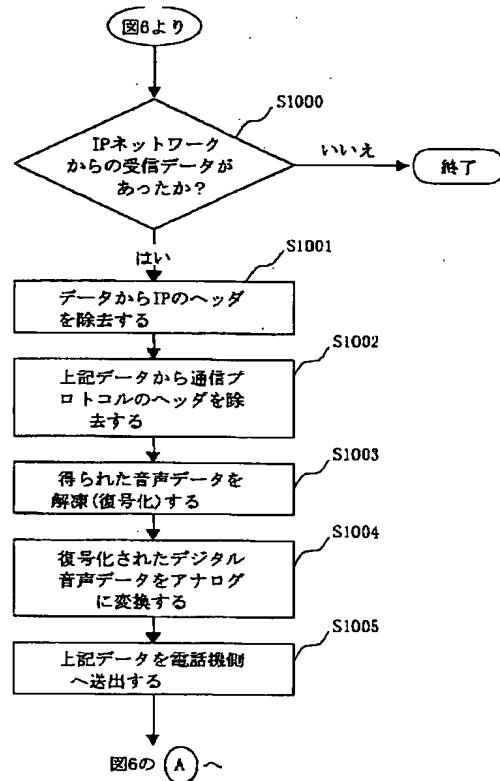 図6より
S1000
IPネットワーク
からの受信データが
あったか?
いいえ
終了
はい
S1001
データからIPのヘッダ
を除去する
S1002
上記データから通信プ
ロトコルのヘッダを除
去する
S1003
得られた音声データを
解凍(復号化)する
S1004
復号化されたデジタル
音声データをアナログ
に変換する
S1005
上記データを電話機側
へ送出する
図6の A へ